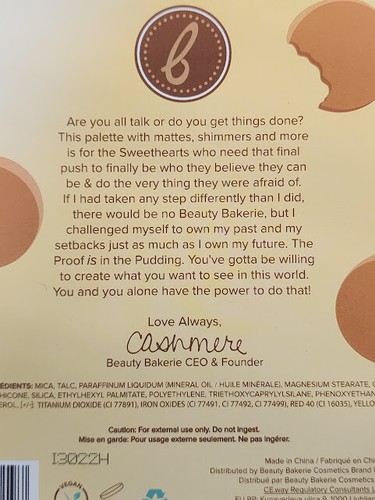 b
Are you all talk or do you get things done?
This palette with mattes, shimmers and more
is for the Sweethearts who need that final
push to finally be who they believe they can
be & do the very thing they were afraid of.
If I had taken any step differently than I did,
there would be no Beauty Bakerie, but I
challenged myself to own my past and my
setbacks just as much as I own my future. The
Proof is in the Pudding. You've gotta be willing
to create what you want to see in this world.
You and you alone have the power to do that!
Love Always,
Cashmere
Beauty Bakerie CEO & Founder
ÉDIENTS: MICA, TALC, PARAFFINUM LIQUIDUM (MINERAL OIL / HUILE MINÉRALE), MAGNESIUM STEARATE,
HICONE, SILICA, ETHYLHEXYL PALMITATE, POLYETHYLENE, TRIETHOXYCAPRYLYLSILANE, PHENOXYETHAN
EROL, [+/-]: TITANIUM DIOXIDE (CI 77891), IRON OXIDES (CI 77491, CI 77492, CI 77499), RED 40 (CI 16035), YELLOW
Caution: For external use only. Do not ingest.
Mise en garde: Pour usage externe seulement. Ne pas ingérer.
13022H
Made in China / Fabriqué en Chi
Distributed by Beauty Bakerie Cosmetics Brand
Distribué par Beauty Bakerie Cosmetics
CE.way Regulatory Consultants L
VEGAN